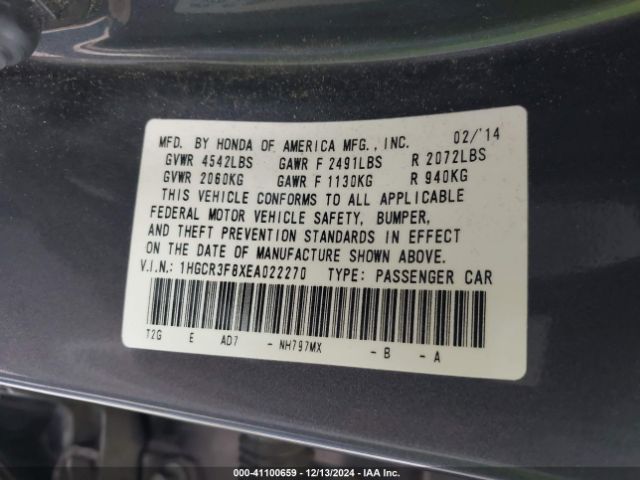 MFD. BY HONDA OF AMERICA MFG., INC. 02/'14
GVWR 4542LBS GAWR F 2491LBS R 2072LBS
GVWR 2060KG GAWR F 1130KG R 940KG
THIS VEHICLE CONFORMS TO ALL APPLICABLE
FEDERAL MOTOR VEHICLE SAFETY, BUMPER,
AND THEFT PREVENTION STANDARDS IN EFFECT
ON THE DATE OF MANUFACTURE SHOWN ABOVE.
V.I.N.: 1HGCR3F8XEA022270 TYPE: PASSENGER CAR
T2G E AD7 - NH797MX - B - A
000-41100659 - 12/13/2024 - IAA Inc.